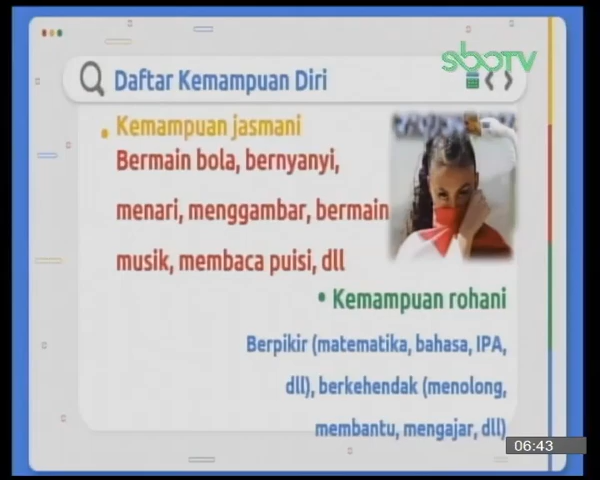 sboTV
Daftar Kemampuan Diri
• Kemampuan jasmani
Bermain bola, bernyanyi,
menari, menggambar, bermain
musik, membaca puisi, dll
• Kemampuan rohani
Berpikir (matematika, bahasa, IPA,
dll), berkehendak (menolong,
membantu, mengajar, dll)
06:43